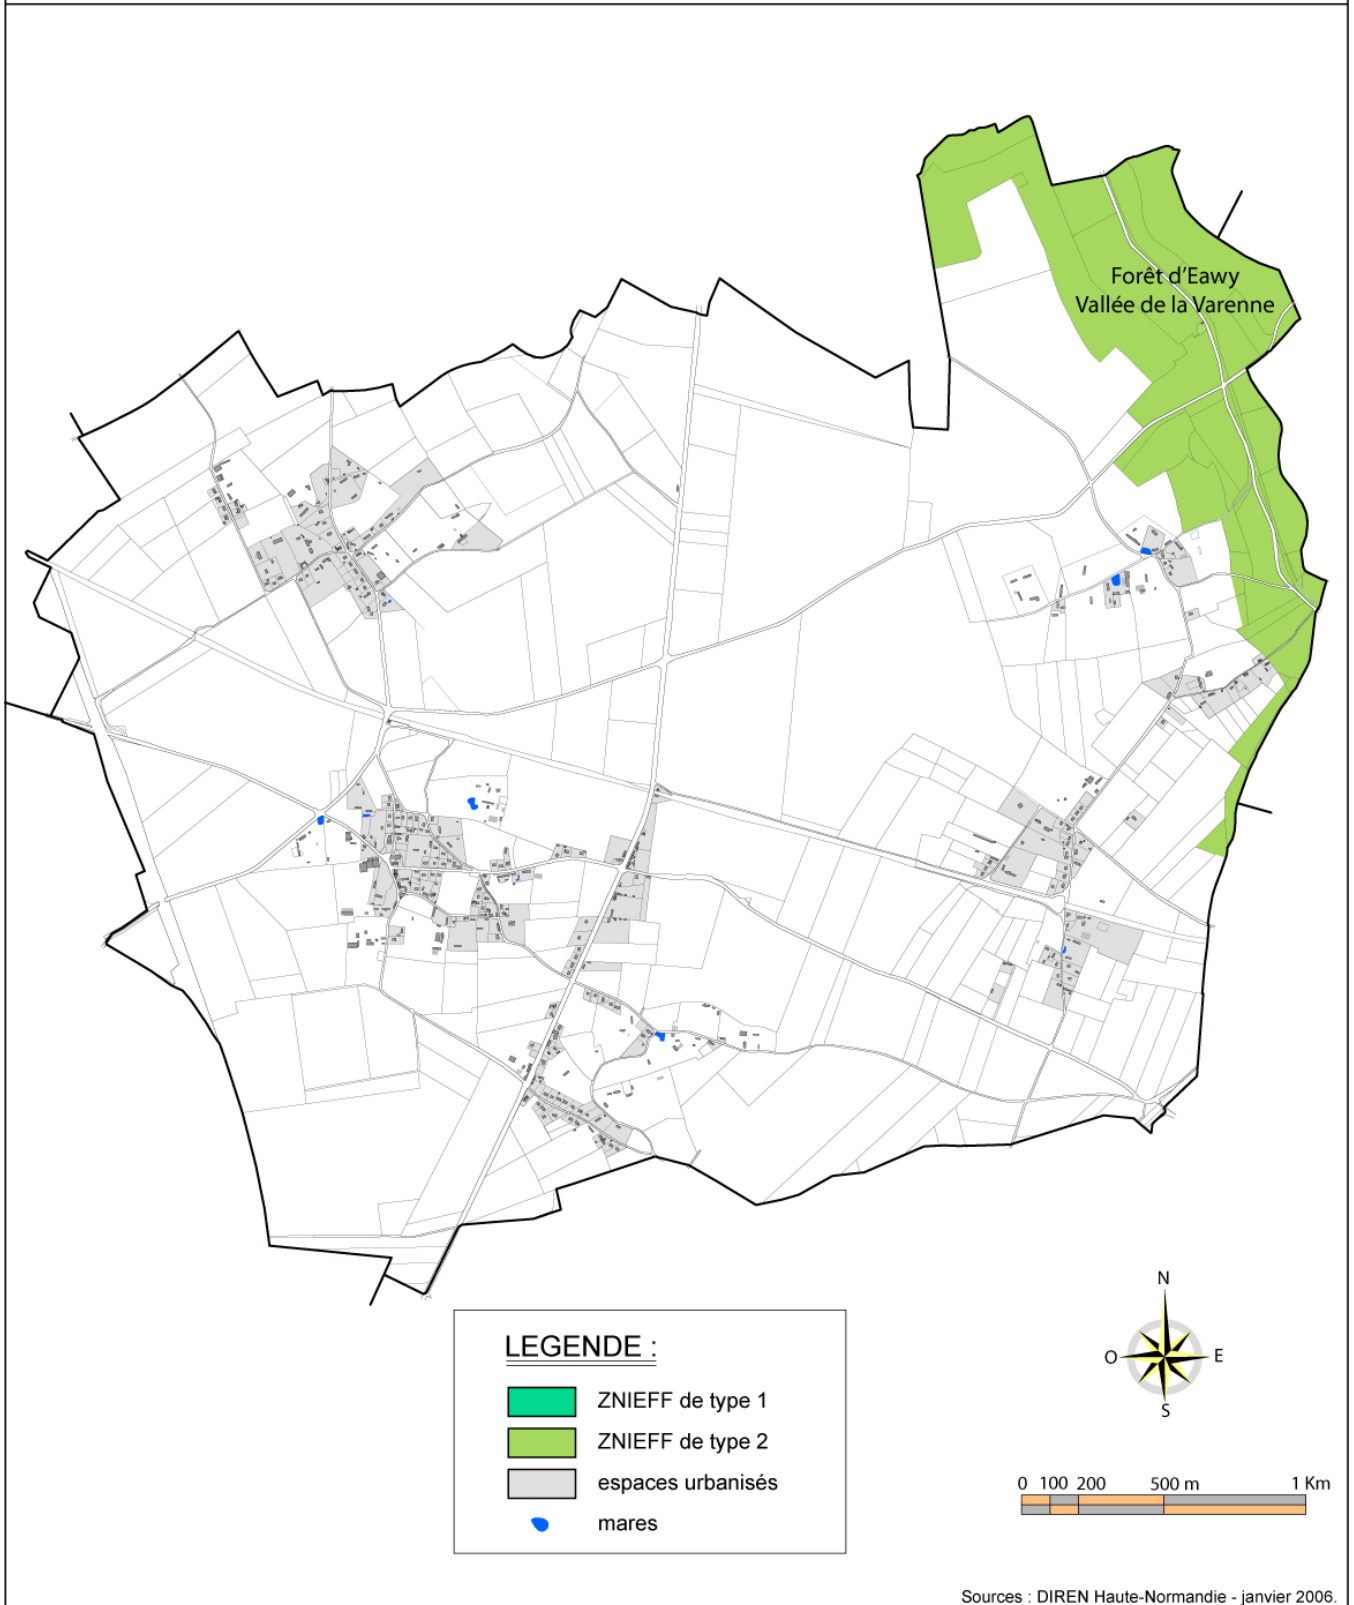 Forêt d'Eawy
Vallée de la Varenne
LEGENDE :
ZNIEFF de type 1
ZNIEFF de type 2
espaces urbanisés
mares
N
O
E
S
0 100 200 500 m 1 Km
Sources : DIREN Haute-Normandie - janvier 2006.